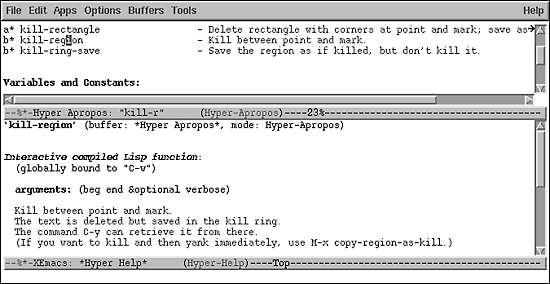 File Edit Apps Options Buffers Tools Help
a* kill-rectangle - Delete rectangle with corners at point and mark; save as
b* kill-region - Kill between point and mark.
b* kill-ring-save - Save the region as if killed, but don't kill it.
Variables and Constants:
--%*-Hyper Apropos: "kill-r" (Hyper-Apropos)----23%--------------------------------
`kill-region' (buffer: *Hyper Apropos*, mode: Hyper-Apropos)
Interactive compiled Lisp function:
(globally bound to "C-w")
arguments: (beg end &optional verbose)
Kill between point and mark.
The text is deleted but saved in the kill ring.
The command C-y can retrieve it from there.
(If you want to kill and then yank immediately, use M-x copy-region-as-kill.)
--%*-XEmacs: *Hyper Help* (Hyper-Help)----Top--------------------------------------